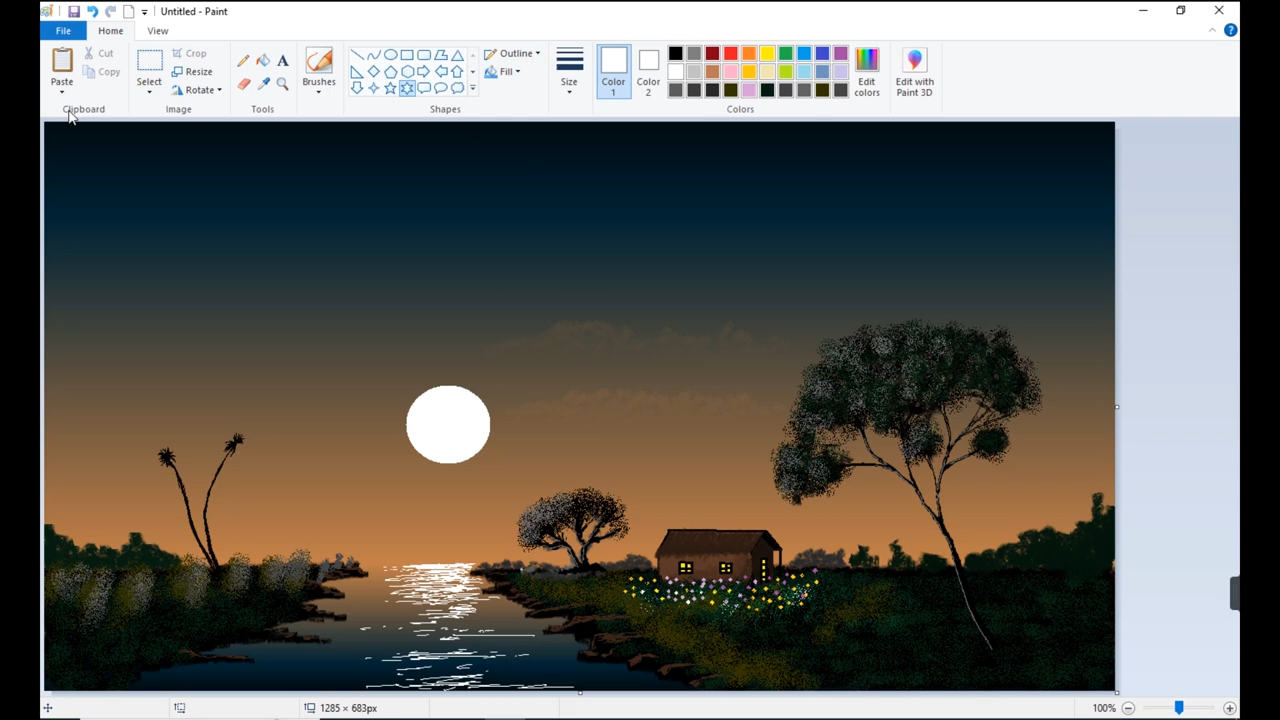 Untitled - Paint
File Home View
Paste
Cut
Copy
Clipboard
Select
Crop
Resize
Rotate
Image
A
Tools
Brushes
Outline
Fill
Shapes
Size
Color 1
Color 2
Edit colors
Colors
Edit with Paint 3D
1285 × 683px
100%